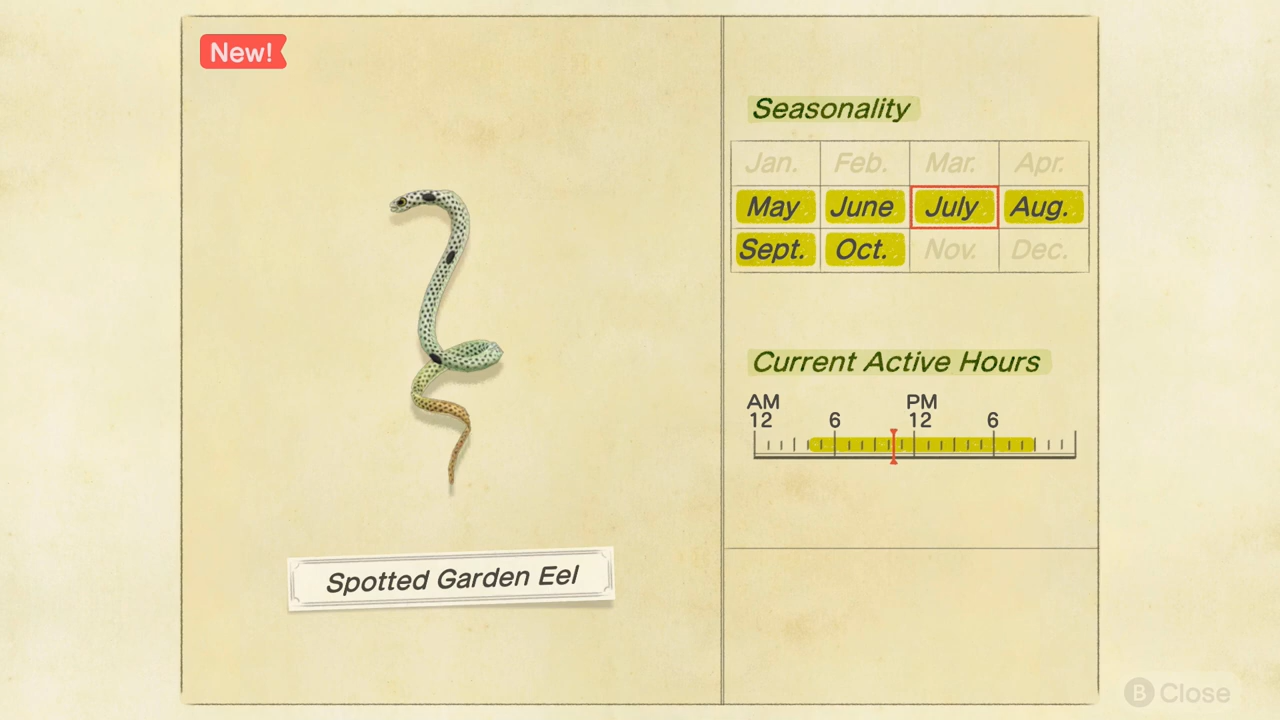 New!
Seasonality
Jan. Feb. Mar. Apr.
May June July Aug.
Sept. Oct. Nov. Dec.
Current Active Hours
AM PM
12 6 12 6
Spotted Garden Eel
B Close